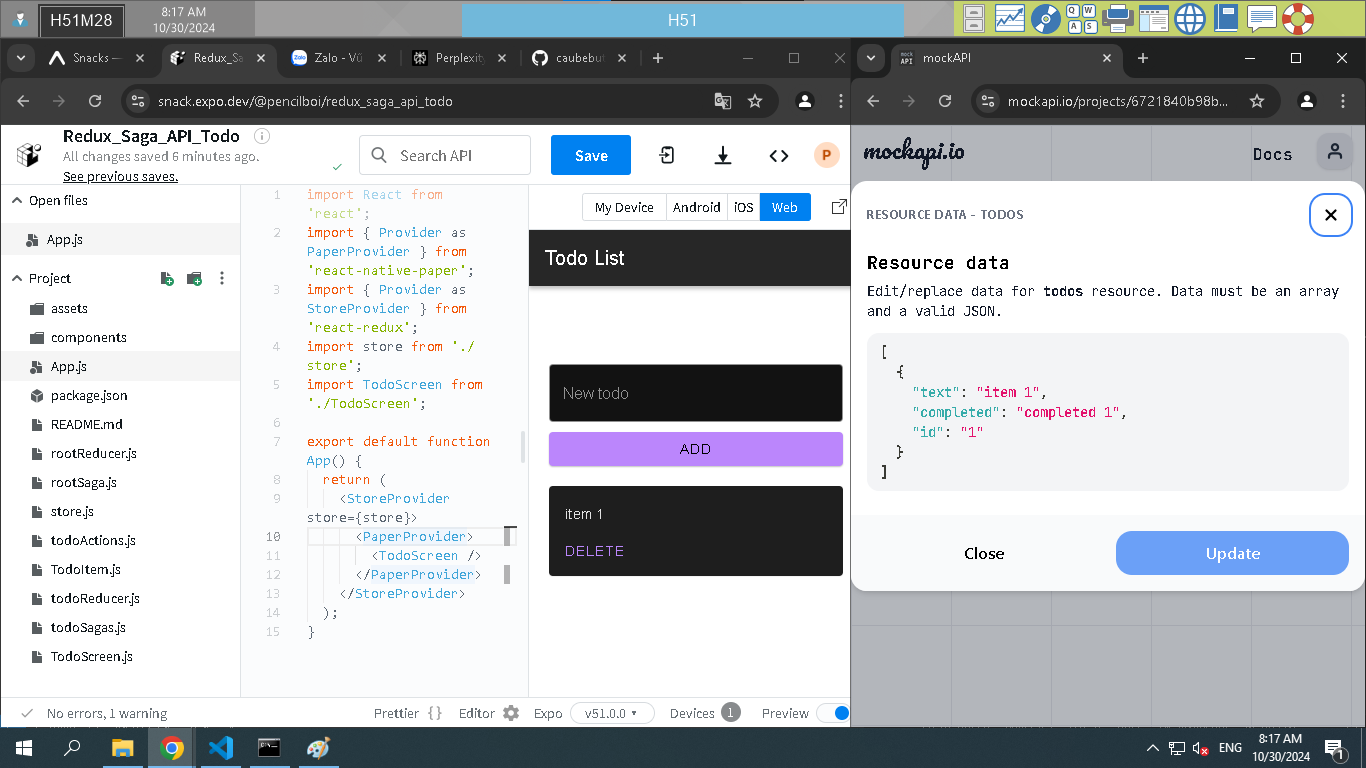 H51M28
8:17 AM
10/30/2024
H51
Snacks —
Redux_Sa
Zalo - Vũ
Perplexit
caubebut
snack.expo.dev/@pencilboi/redux_saga_api_todo
Redux_Saga_API_Todo
All changes saved 6 minutes ago.
See previous saves.
Search API
Save
P
Open files
App.js
Project
assets
components
App.js
package.json
README.md
rootReducer.js
rootSaga.js
store.js
todoActions.js
TodoItem.js
todoReducer.js
todoSagas.js
TodoScreen.js
1 import React from
'react';
2 import { Provider as
PaperProvider } from
'react-native-paper';
3 import { Provider as
StoreProvider } from
'react-redux';
4 import store from './
store';
5 import TodoScreen from
'./TodoScreen';
6
7 export default function
App() {
8 return (
9 <StoreProvider
store={store}>
10 <PaperProvider>
11 <TodoScreen />
12 </PaperProvider>
13 </StoreProvider>
14 );
15 }
My Device
Android
iOS
Web
Todo List
New todo
ADD
item 1
DELETE
No errors, 1 warning
Prettier {}
Editor
Expo
v51.0.0
Devices 1
Preview
mockAPI
mockapi.io/projects/6721840b98b...
mockapi.io
Docs
RESOURCE DATA - TODOS
Resource data
Edit/replace data for todos resource. Data must be an array
and a valid JSON.
[
{
"text": "item 1",
"completed": "completed 1",
"id": "1"
}
]
Close
Update
ENG
8:17 AM
10/30/2024
1